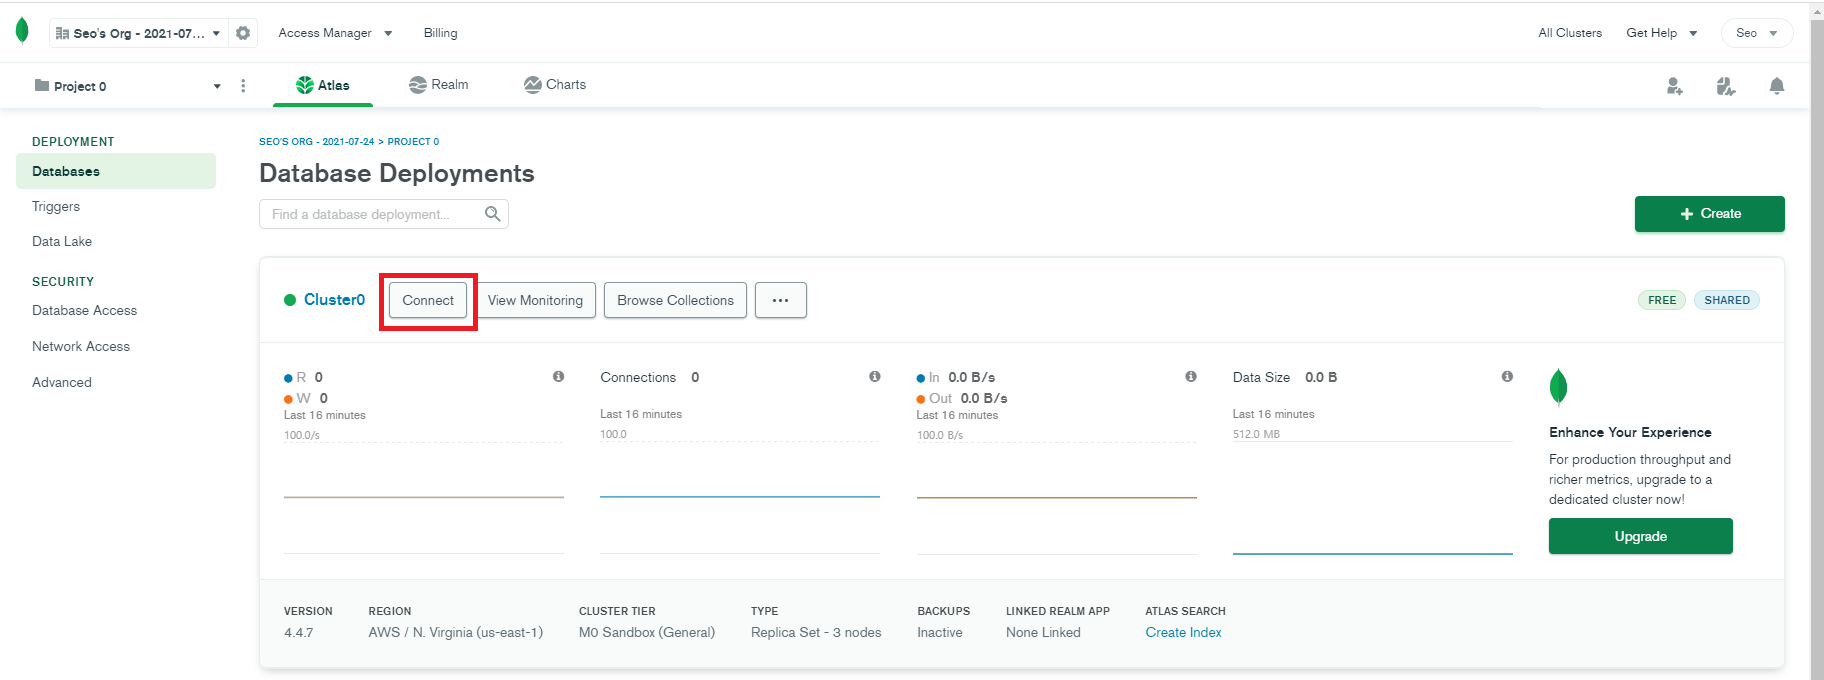 Seo's Org - 2021-07...
Access Manager
Billing
All Clusters
Get Help
Seo
Project 0
Atlas
Realm
Charts
DEPLOYMENT
Databases
Triggers
Data Lake
SECURITY
Database Access
Network Access
Advanced
SEO'S ORG - 2021-07-24 > PROJECT 0
Database Deployments
Find a database deployment...
+ Create
Cluster0
Connect
View Monitoring
Browse Collections
...
FREE
SHARED
R 0
W 0
Last 16 minutes
100.0/s
Connections 0
Last 16 minutes
100.0
In 0.0 B/s
Out 0.0 B/s
Last 16 minutes
100.0 B/s
Data Size 0.0 B
Last 16 minutes
512.0 MB
Enhance Your Experience
For production throughput and
richer metrics, upgrade to a
dedicated cluster now!
Upgrade
VERSION
4.4.7
REGION
AWS / N. Virginia (us-east-1)
CLUSTER TIER
M0 Sandbox (General)
TYPE
Replica Set - 3 nodes
BACKUPS
Inactive
LINKED REALM APP
None Linked
ATLAS SEARCH
Create Index